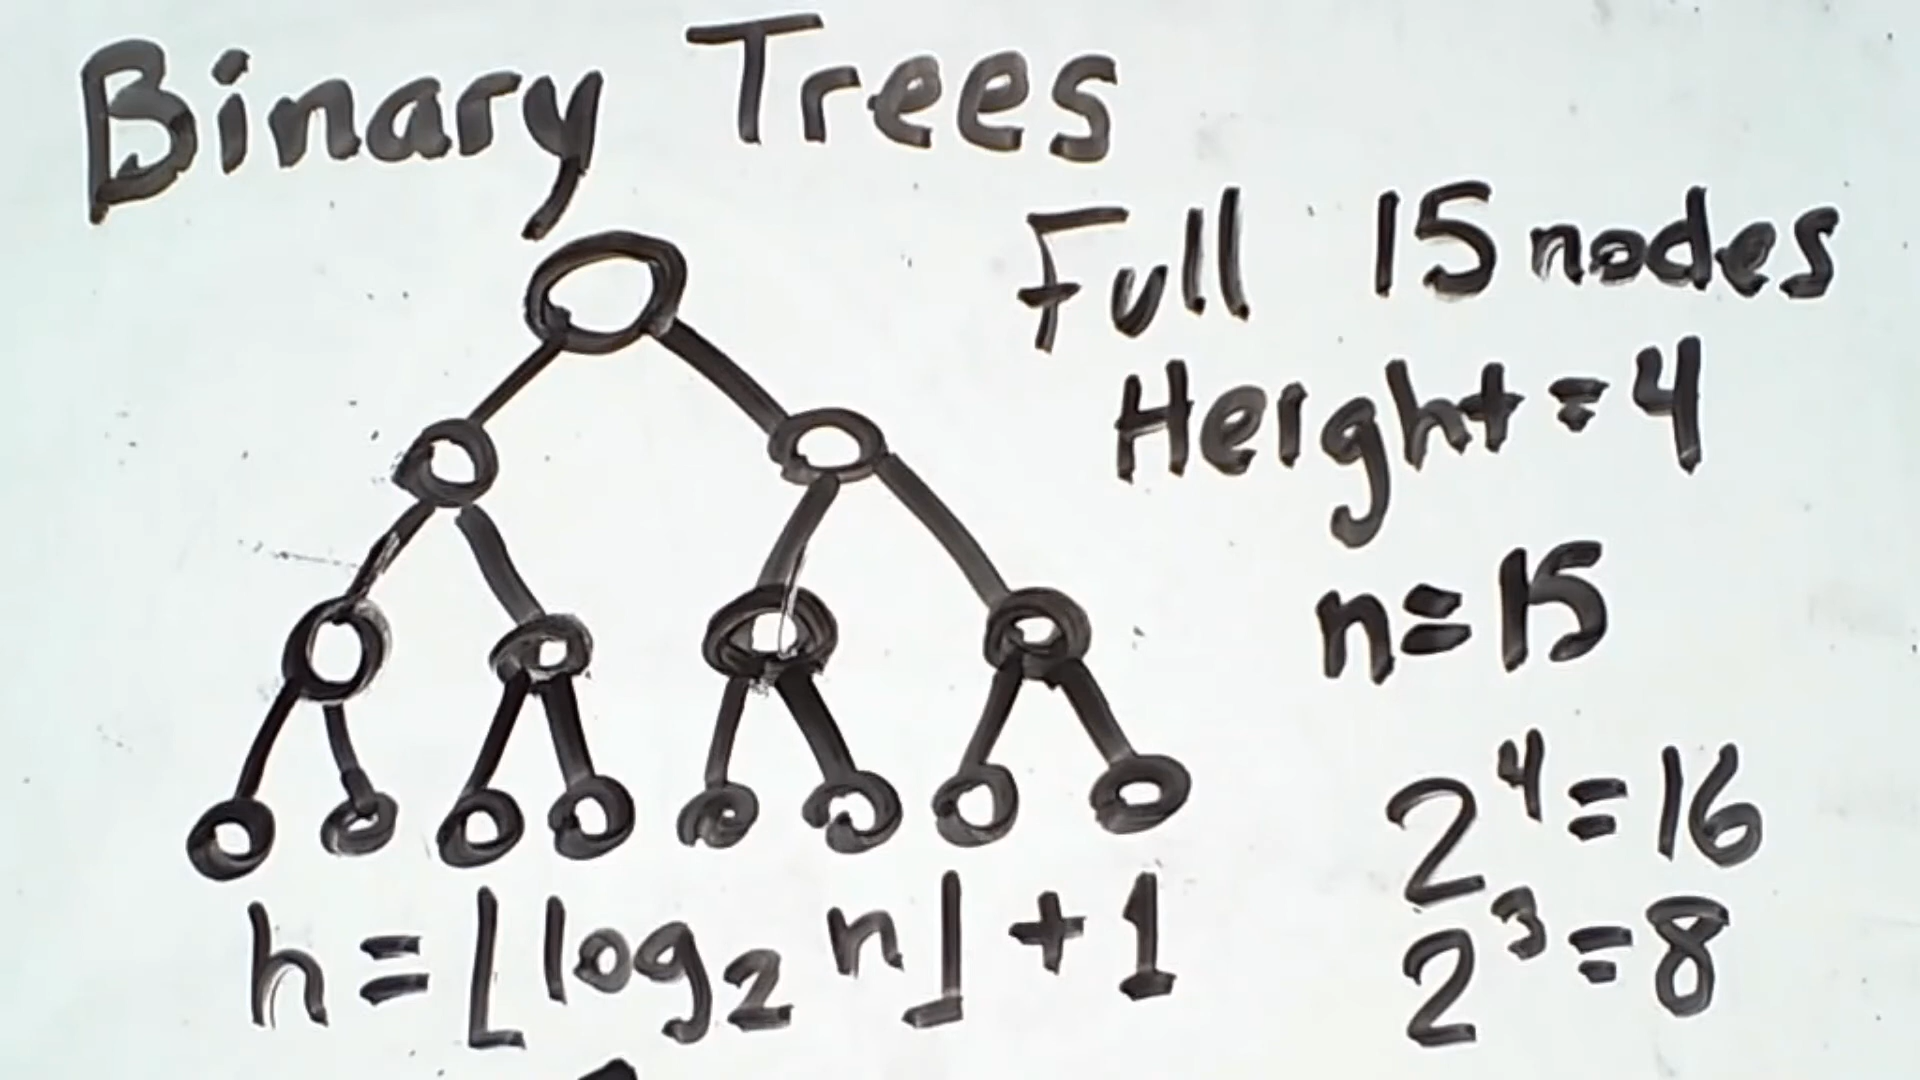 Binary Trees
Full 15 nodes
Height = 4
n = 15
2⁴ = 16
2³ = 8
h = ⌊log₂ n⌋ + 1